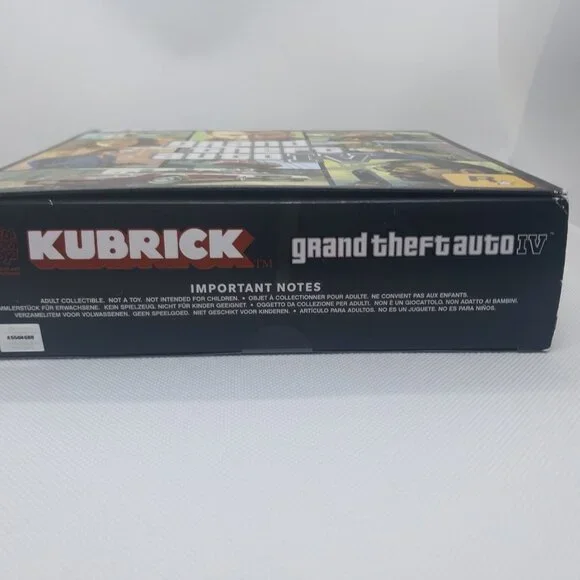 KUBRICK TM grand theft auto IV
IMPORTANT NOTES
ADULT COLLECTIBLE. NOT A TOY. NOT INTENDED FOR CHILDREN. • OBJET À COLLECTIONNER POUR ADULTE. NE CONVIENT PAS AUX ENFANTS.
MMLERSTÜCK FÜR ERWACHSENE. KEIN SPIELZEUG. NICHT FÜR KINDER GEEIGNET. • OGGETTO DA COLLEZIONE PER ADULTI. NON È UN GIOCATTOLO, NON ADATTO AI BAMBINI.
VERZAMELITEM VOOR VOLWASSENEN. GEEN SPEELGOED. NIET GESCHIKT VOOR KINDEREN. • ARTÍCULO PARA ADULTOS. NO ES UN JUGUETE. NO ES PARA NIÑOS.